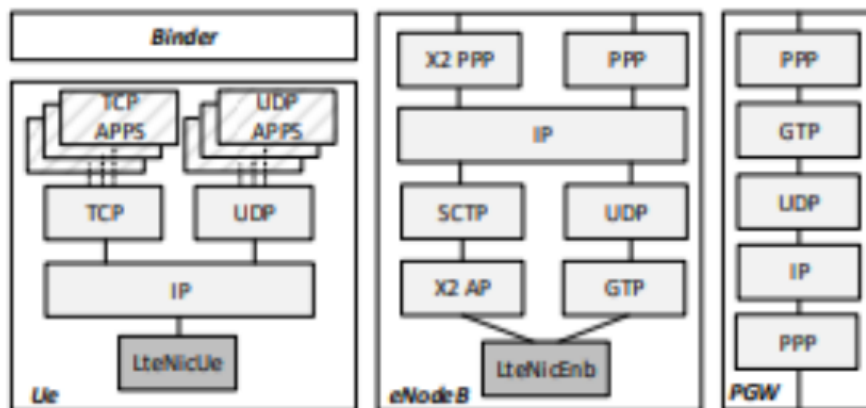 Binder
TCP
APPS
UDP
APPS
TCP
UDP
IP
LteNicUe
Ue
X2 PPP
PPP
IP
SCTP
UDP
X2 AP
GTP
LteNicEnb
eNodeB
PPP
GTP
UDP
IP
PPP
PGW